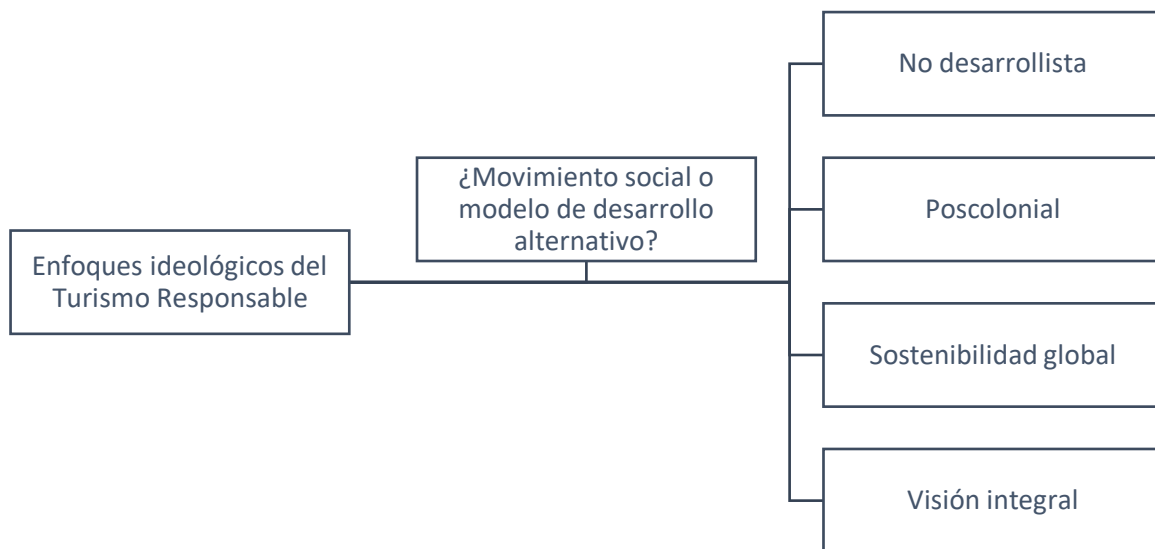 Enfoques ideológicos del
Turismo Responsable
¿Movimiento social o
modelo de desarrollo
alternativo?
No desarrollista
Poscolonial
Sostenibilidad global
Visión integral